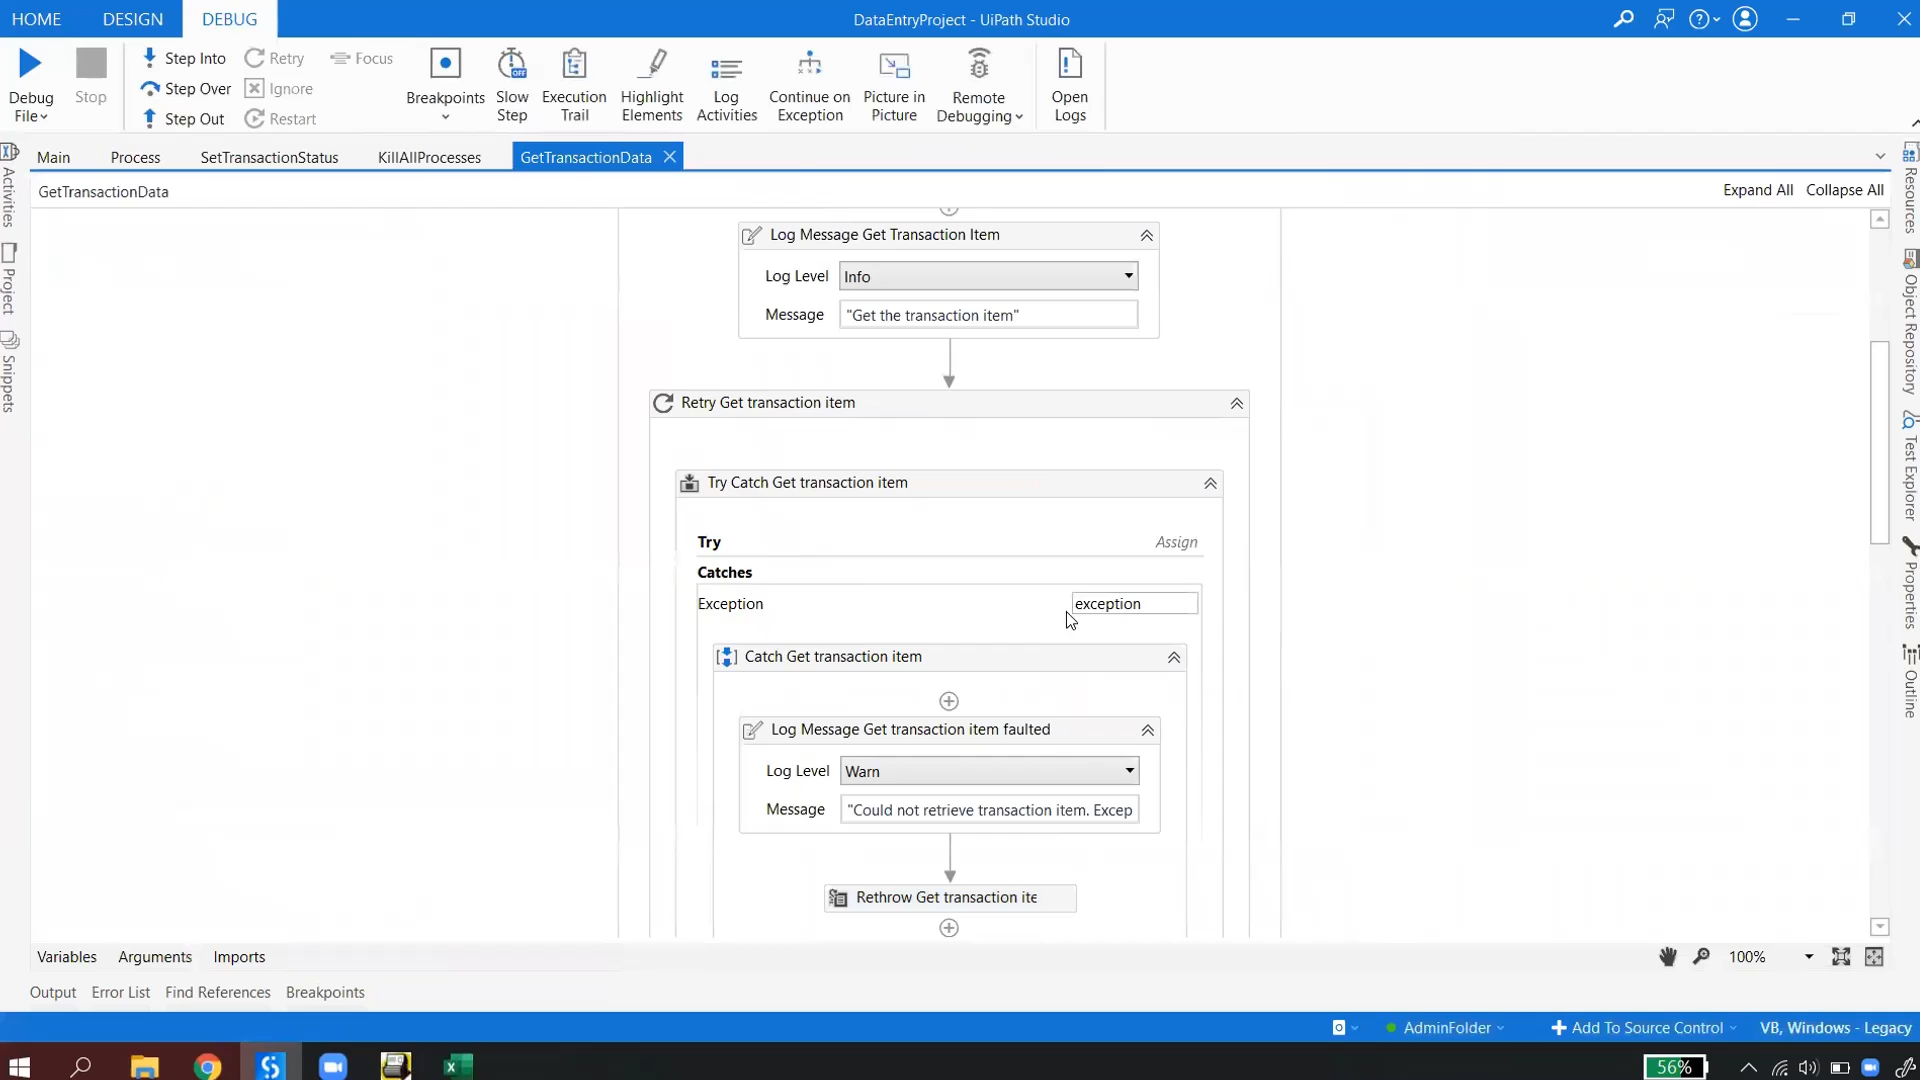 HOME DESIGN DEBUG DataEntryProject - UiPath Studio
Debug File Stop
Step Into Retry Focus
Step Over Ignore
Step Out Restart
Breakpoints
Slow Step
Execution Trail
Highlight Elements
Log Activities
Continue on Exception
Picture in Picture
Remote Debugging
Open Logs
Main Process SetTransactionStatus KillAllProcesses GetTransactionData
GetTransactionData Expand All Collapse All
Activities
Project
Snippets
Log Message Get Transaction Item
Log Level Info
Message "Get the transaction item"
Retry Get transaction item
Try Catch Get transaction item
Try Assign
Catches
Exception exception
Catch Get transaction item
Log Message Get transaction item faulted
Log Level Warn
Message "Could not retrieve transaction item. Excep
Rethrow Get transaction ite
Resources
Object Repository
Test Explorer
Properties
Outline
Variables Arguments Imports 100%
Output Error List Find References Breakpoints
AdminFolder Add To Source Control VB, Windows - Legacy
56%